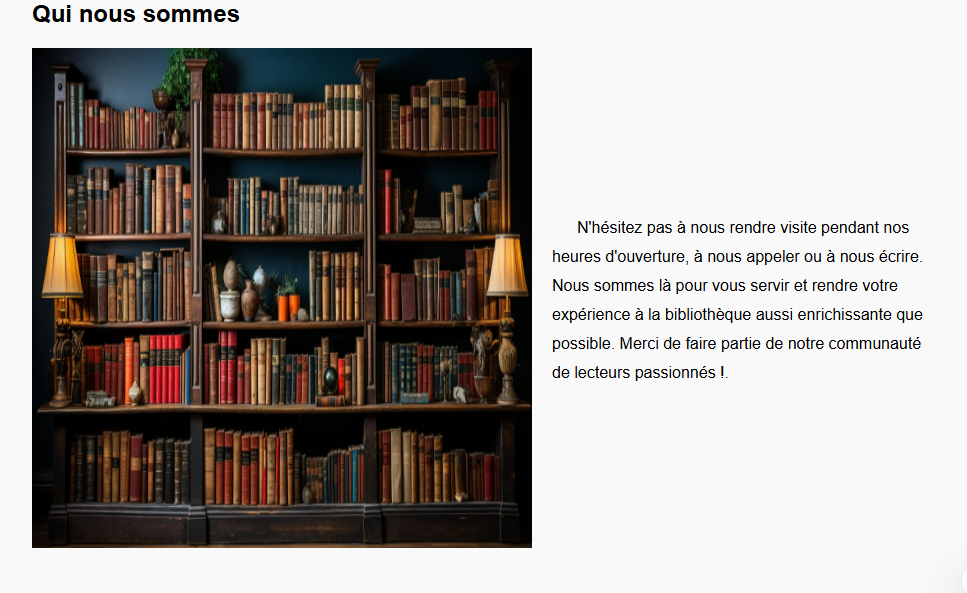 Qui nous sommes
N'hésitez pas à nous rendre visite pendant nos
heures d'ouverture, à nous appeler ou à nous écrire.
Nous sommes là pour vous servir et rendre votre
expérience à la bibliothèque aussi enrichissante que
possible. Merci de faire partie de notre communauté
de lecteurs passionnés !.